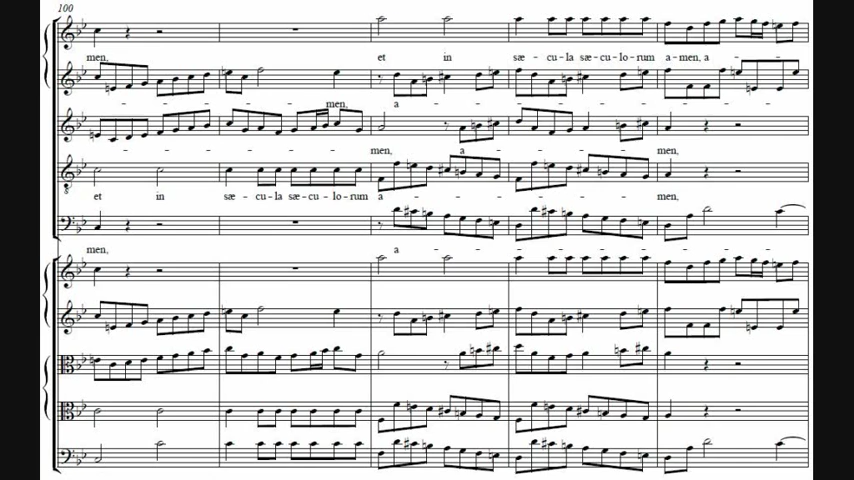 100
men, et in sæ - cu - la sæ - cu - lo - rum a - men, a -
- - - - men, a - - - - -
- - - - men, a - - men,
et in sæ - cu - la sæ - cu - lo - rum a - - - - men,
men, a - - - - -